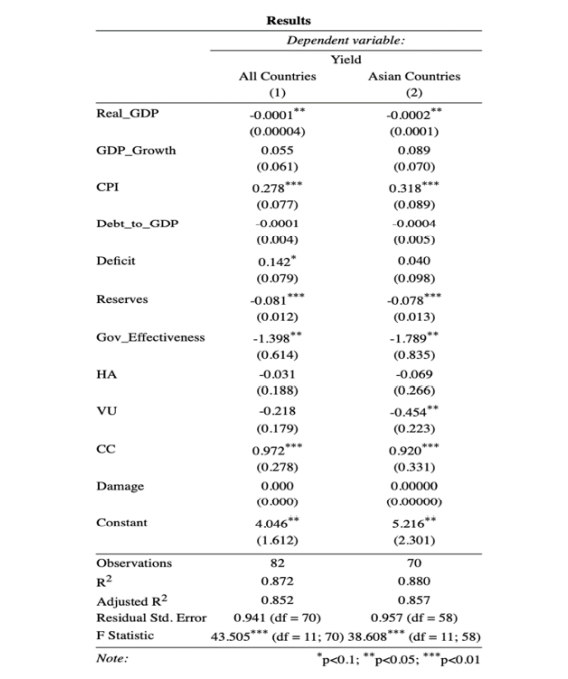 Results
Dependent variable:
Yield
All Countries Asian Countries
(1) (2)
Real_GDP -0.0001** -0.0002**
(0.00004) (0.0001)
GDP_Growth 0.055 0.089
(0.061) (0.070)
CPI 0.278*** 0.318***
(0.077) (0.089)
Debt_to_GDP -0.0001 -0.0004
(0.004) (0.005)
Deficit 0.142* 0.040
(0.079) (0.098)
Reserves -0.081*** -0.078***
(0.012) (0.013)
Gov_Effectiveness -1.398** -1.789**
(0.614) (0.835)
HA -0.031 -0.069
(0.188) (0.266)
VU -0.218 -0.454**
(0.179) (0.223)
CC 0.972*** 0.920***
(0.278) (0.331)
Damage 0.000 0.00000
(0.000) (0.00000)
Constant 4.046** 5.216**
(1.612) (2.301)
Observations 82 70
R² 0.872 0.880
Adjusted R² 0.852 0.857
Residual Std. Error 0.941 (df = 70) 0.957 (df = 58)
F Statistic 43.505*** (df = 11; 70) 38.608*** (df = 11; 58)
Note: *p<0.1; **p<0.05; ***p<0.01